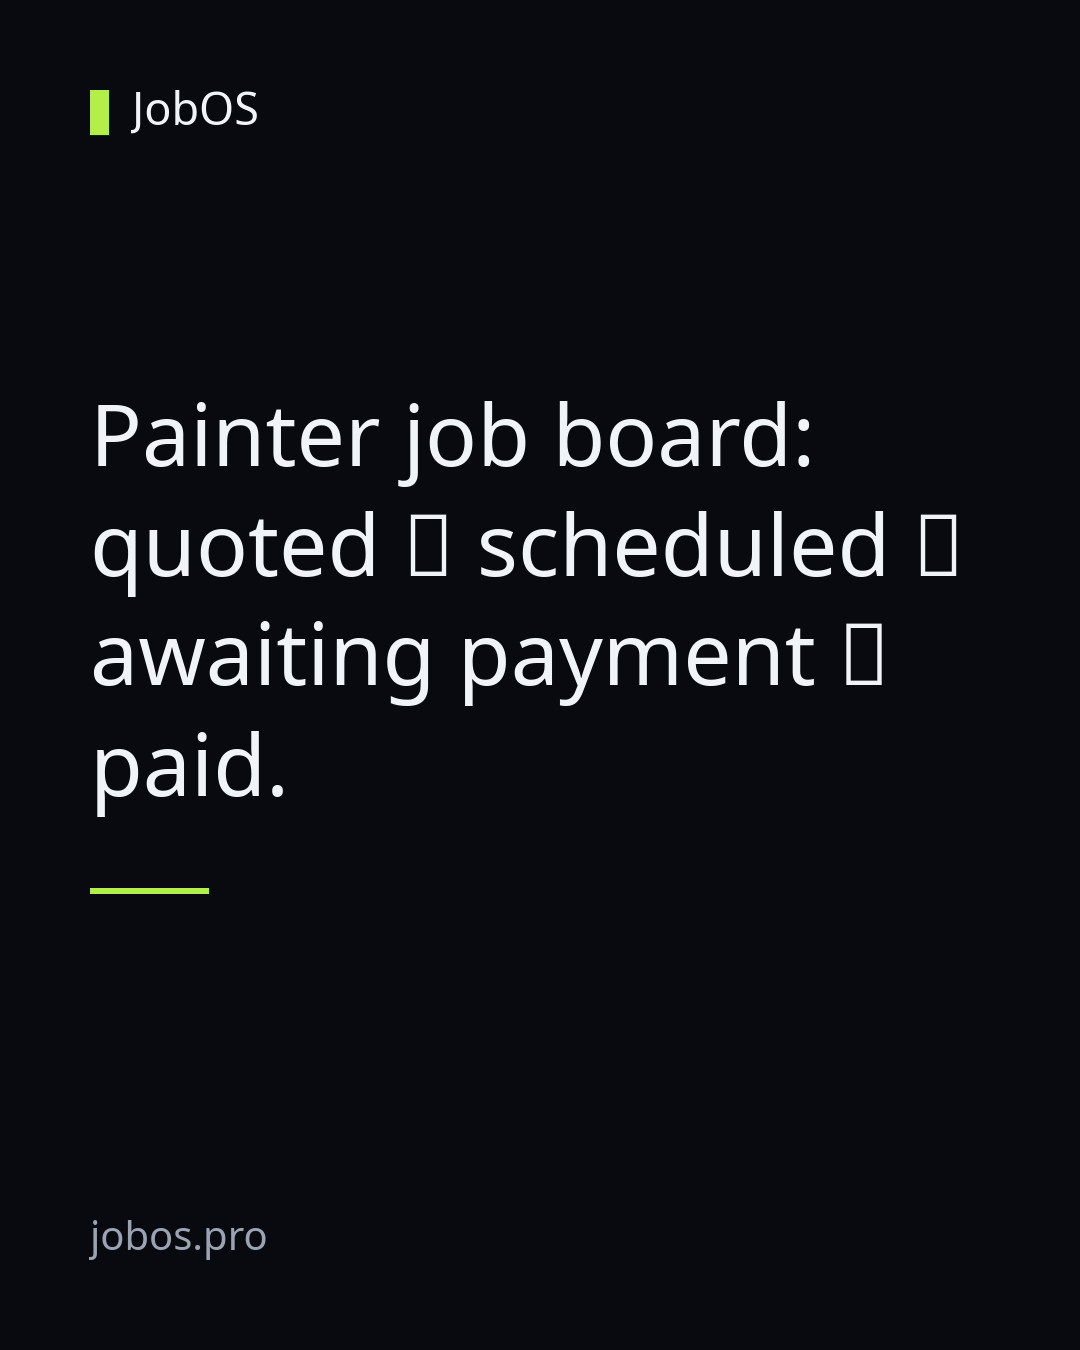 JobOS
Painter job board:
quoted ▯ scheduled ▯
awaiting payment ▯
paid.
jobos.pro